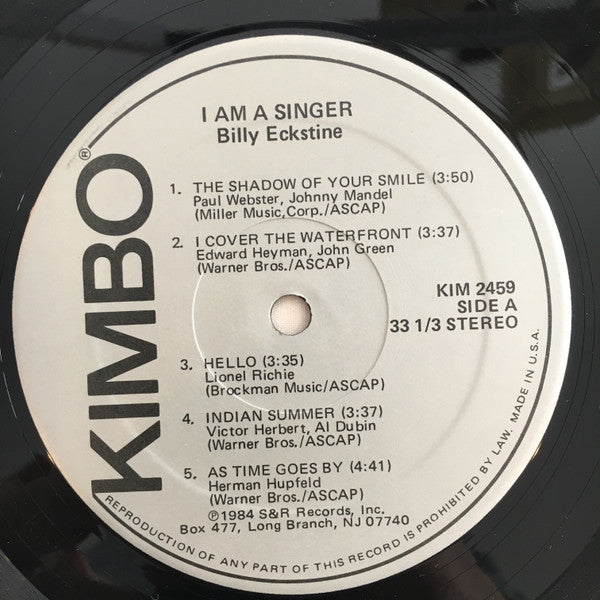 KIMBO®
I AM A SINGER
Billy Eckstine
1. THE SHADOW OF YOUR SMILE (3:50)
Paul Webster, Johnny Mandel
(Miller Music,Corp./ASCAP)
2. I COVER THE WATERFRONT (3:37)
Edward Heyman, John Green
(Warner Bros./ASCAP)
KIM 2459
SIDE A
33 1/3 STEREO
3. HELLO (3:35)
Lionel Richie
(Brockman Music/ASCAP)
4. INDIAN SUMMER (3:37)
Victor Herbert, Al Dubin
(Warner Bros./ASCAP)
5. AS TIME GOES BY (4:41)
Herman Hupfeld
(Warner Bros./ASCAP)
℗1984 S&R Records, Inc.
Box 477, Long Branch, NJ 07740
REPRODUCTION OF ANY PART OF THIS RECORD IS PROHIBITED BY LAW. MADE IN U.S.A.